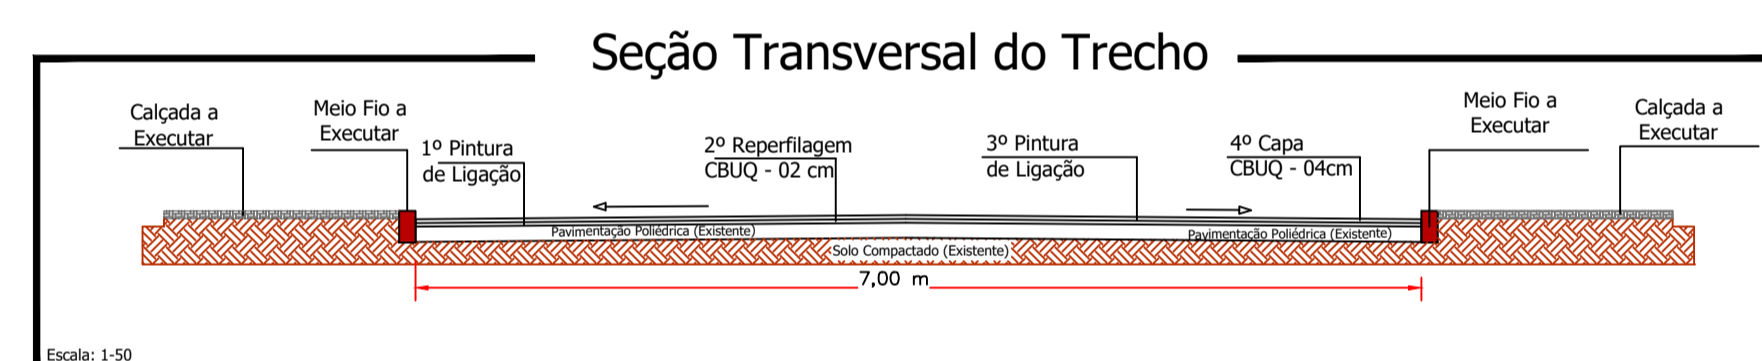 Seção Transversal do Trecho
Calçada a
Executar
Meio Fio a
Executar
1º Pintura
de Ligação
2º Reperfilagem
CBUQ - 02 cm
3º Pintura
de Ligação
4º Capa
CBUQ - 04cm
Meio Fio a
Executar
Calçada a
Executar
Pavimentação Poliédrica (Existente)
Pavimentação Poliédrica (Existente)
Solo Compactado (Existente)
7,00 m
Escala: 1-50